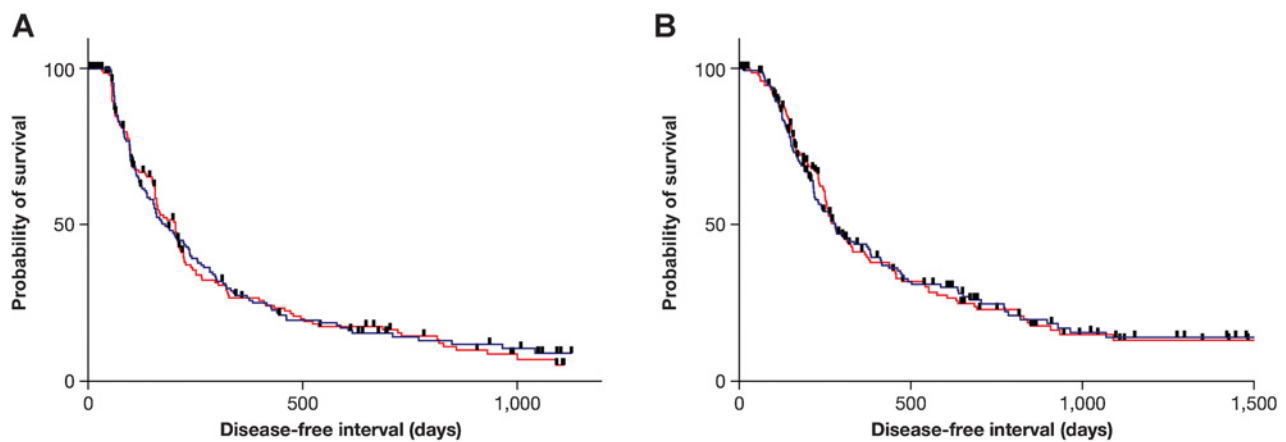 A
B
Probability of survival
100
50
0
0
500
1,000
Disease-free interval (days)
Probability of survival
100
50
0
0
500
1,000
1,500
Disease-free interval (days)